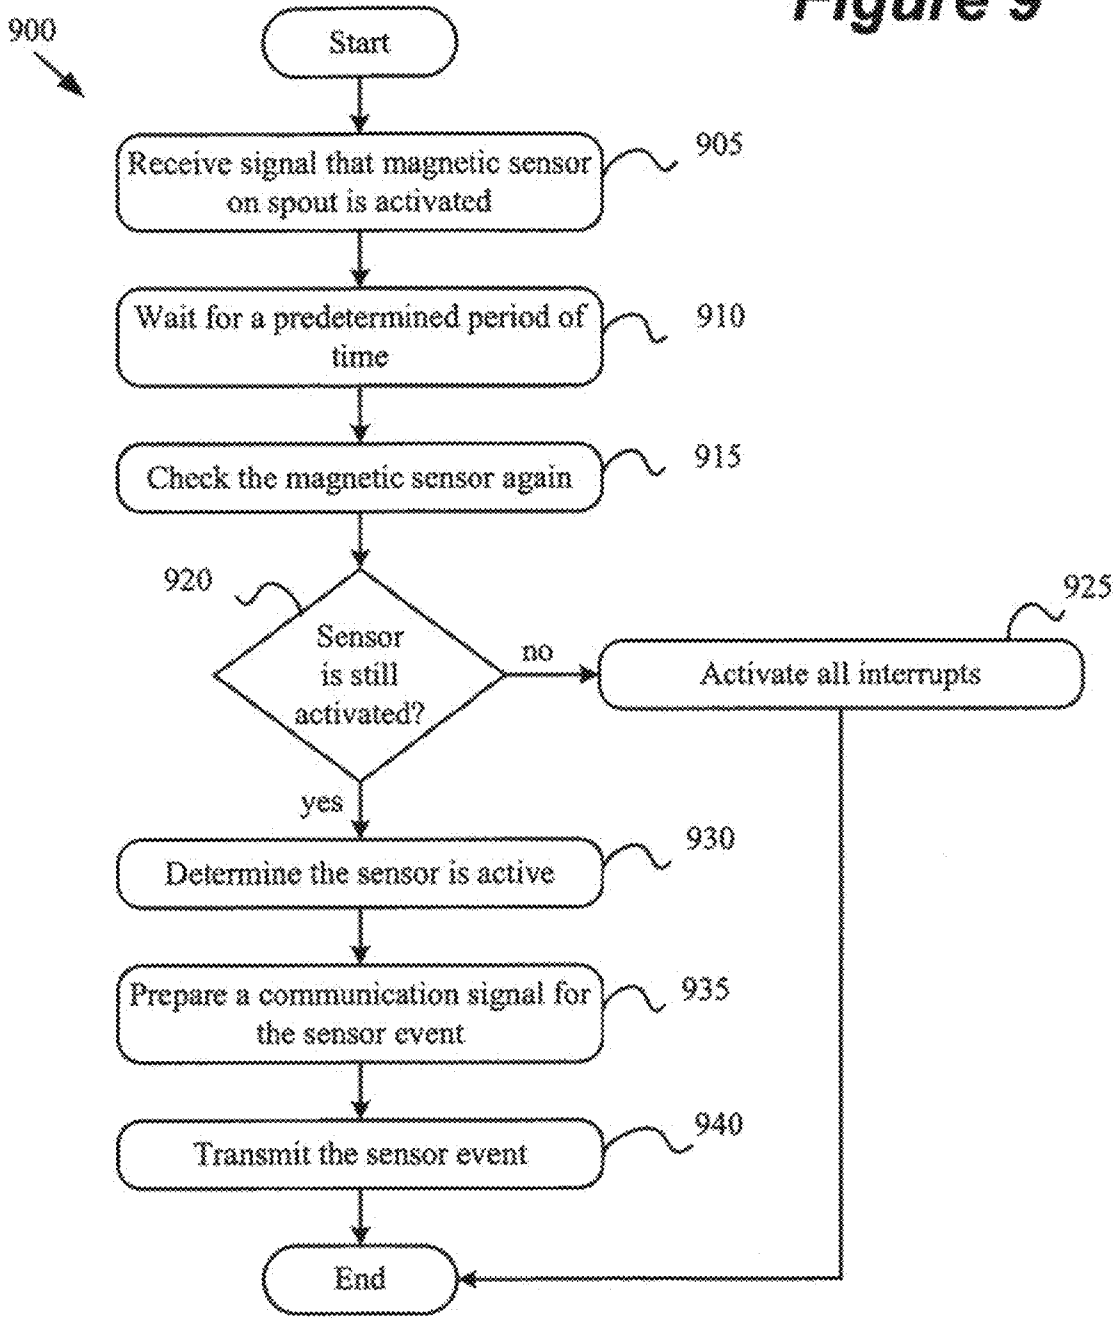 Figure 9
900
Start
Receive signal that magnetic sensor
on spout is activated
905
Wait for a predetermined period of
time
910
Check the magnetic sensor again
915
920
Sensor
is still
activated?
no
925
Activate all interrupts
yes
Determine the sensor is active
930
Prepare a communication signal for
the sensor event
935
Transmit the sensor event
940
End